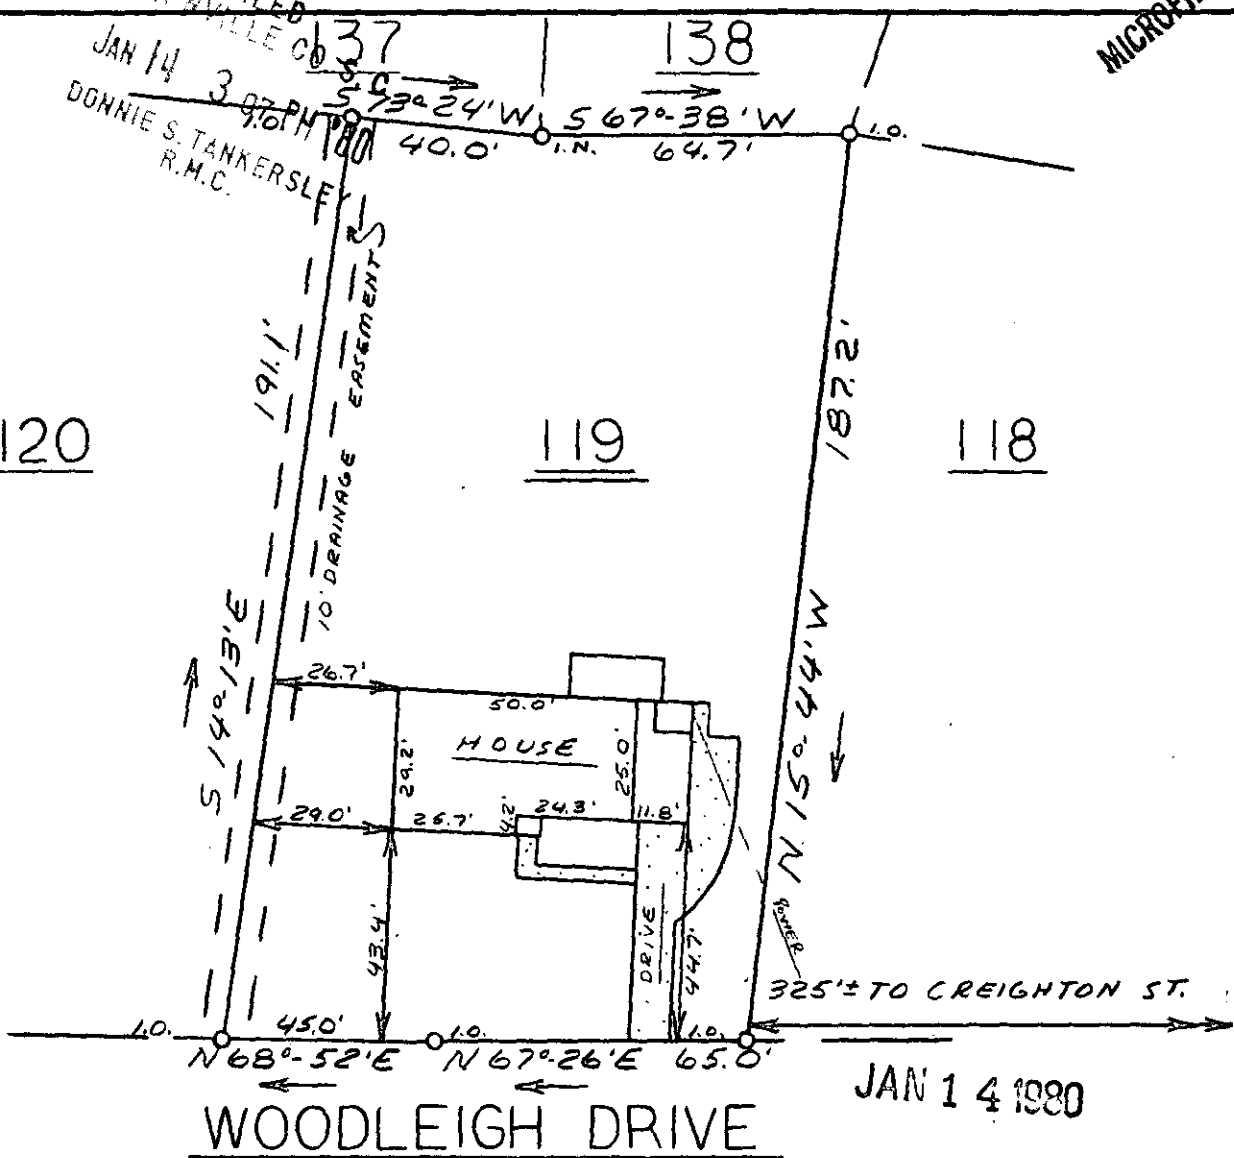 137
138
JAN 14 3 07 PM '80
DONNIE S. TANKERSLEY
R.M.C.
S 73°-24' W
40.0'
I.N.
S 67°-38' W
64.7'
I.O.
191.1'
10' DRAINAGE EASEMENT
187.2'
120
119
118
S 14°-13' E
N 15°-44' W
26.7'
50.0'
HOUSE
29.2'
25.0'
29.0'
4.2'
24.3'
11.8'
43.4'
DRIVE
44.7'
POWER
325'± TO CREIGHTON ST.
I.O.
45.0'
I.O.
I.O.
N 68°-52' E
N 67°-26' E
65.0'
JAN 14 1980
WOODLEIGH DRIVE